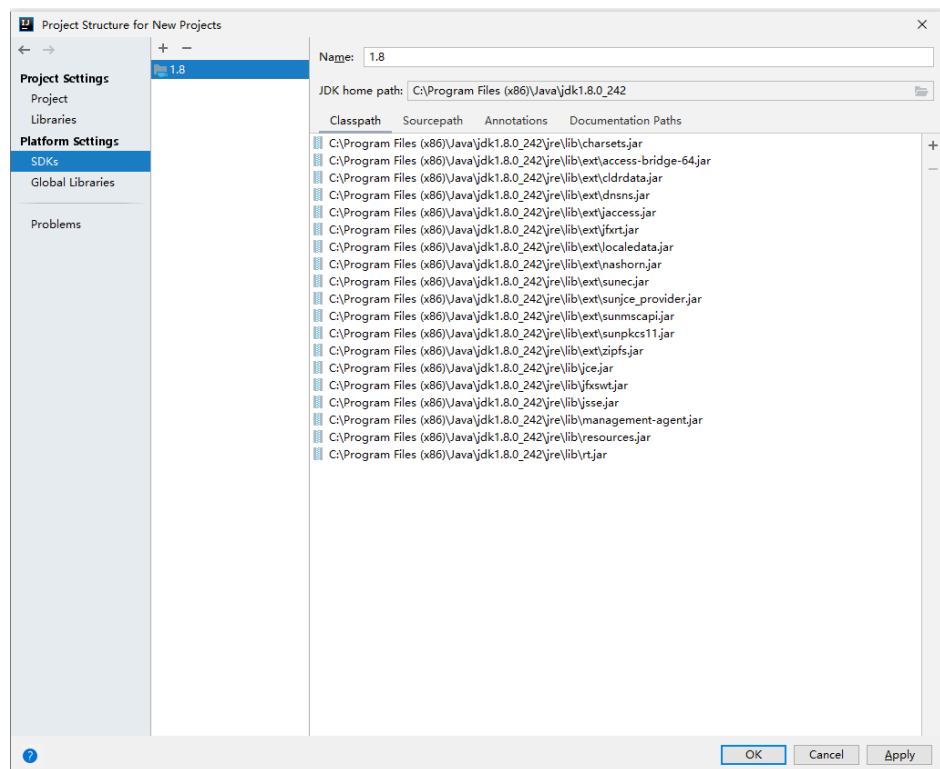 Project Structure for New Projects
Project Settings
Project
Libraries
Platform Settings
SDKs
Global Libraries
Problems
1.8
Name: 1.8
JDK home path: C:\Program Files (x86)\Java\jdk1.8.0_242
Classpath Sourcepath Annotations Documentation Paths
C:\Program Files (x86)\Java\jdk1.8.0_242\jre\lib\charsets.jar
C:\Program Files (x86)\Java\jdk1.8.0_242\jre\lib\ext\access-bridge-64.jar
C:\Program Files (x86)\Java\jdk1.8.0_242\jre\lib\ext\cldrdata.jar
C:\Program Files (x86)\Java\jdk1.8.0_242\jre\lib\ext\dnsns.jar
C:\Program Files (x86)\Java\jdk1.8.0_242\jre\lib\ext\jaccess.jar
C:\Program Files (x86)\Java\jdk1.8.0_242\jre\lib\ext\jfxrt.jar
C:\Program Files (x86)\Java\jdk1.8.0_242\jre\lib\ext\localedata.jar
C:\Program Files (x86)\Java\jdk1.8.0_242\jre\lib\ext\nashorn.jar
C:\Program Files (x86)\Java\jdk1.8.0_242\jre\lib\ext\sunec.jar
C:\Program Files (x86)\Java\jdk1.8.0_242\jre\lib\ext\sunjce_provider.jar
C:\Program Files (x86)\Java\jdk1.8.0_242\jre\lib\ext\sunmscapi.jar
C:\Program Files (x86)\Java\jdk1.8.0_242\jre\lib\ext\sunpkcs11.jar
C:\Program Files (x86)\Java\jdk1.8.0_242\jre\lib\ext\zipfs.jar
C:\Program Files (x86)\Java\jdk1.8.0_242\jre\lib\jce.jar
C:\Program Files (x86)\Java\jdk1.8.0_242\jre\lib\jfxswt.jar
C:\Program Files (x86)\Java\jdk1.8.0_242\jre\lib\jsse.jar
C:\Program Files (x86)\Java\jdk1.8.0_242\jre\lib\management-agent.jar
C:\Program Files (x86)\Java\jdk1.8.0_242\jre\lib\resources.jar
C:\Program Files (x86)\Java\jdk1.8.0_242\jre\lib\rt.jar
OK Cancel Apply